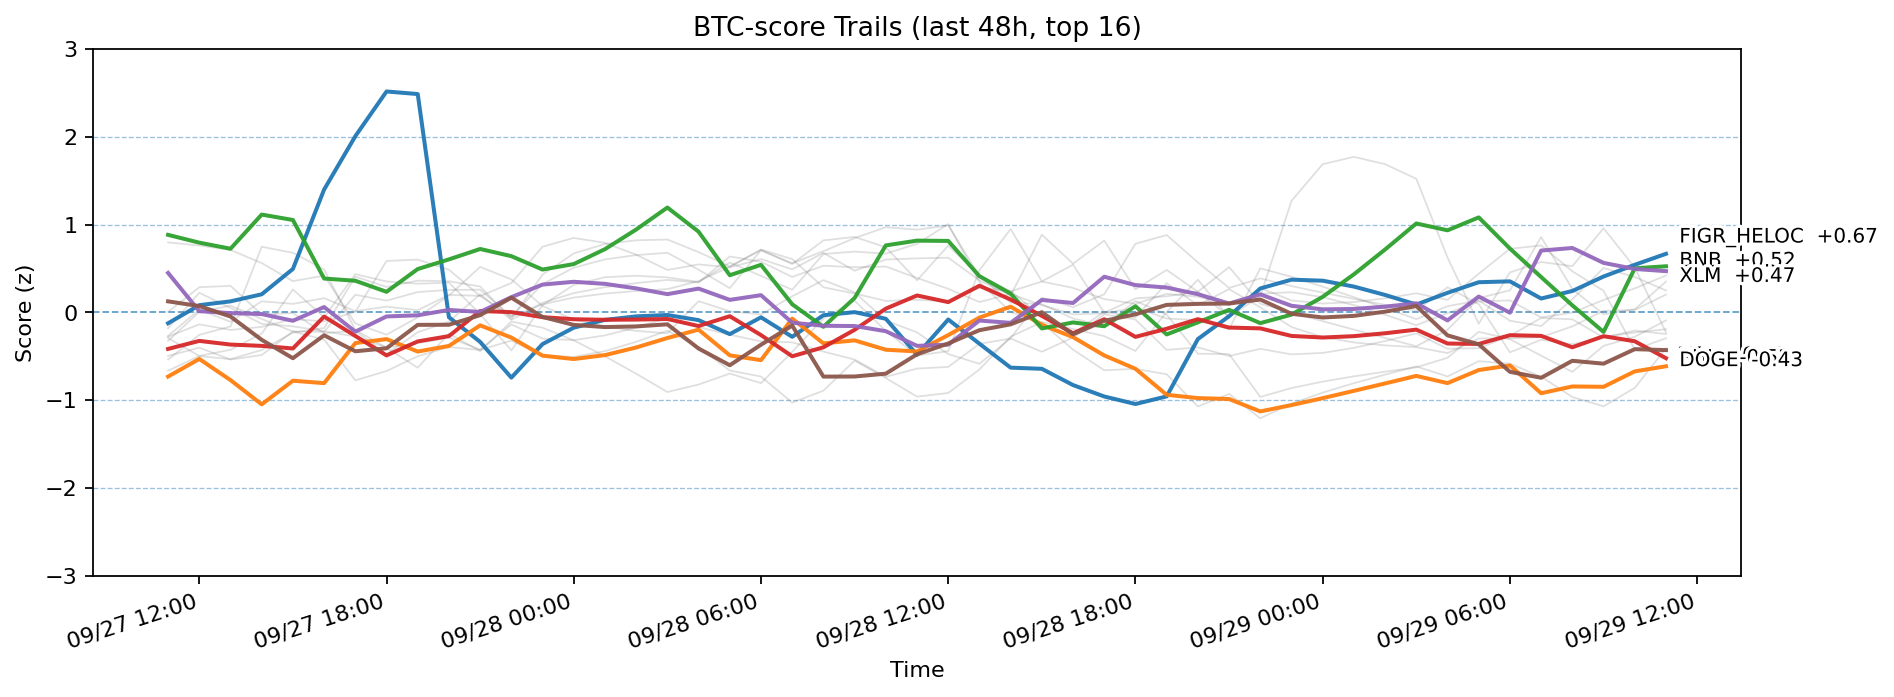 BTC-score Trails (last 48h, top 16)
Score (z)
3
2
1
0
−1
−2
−3
FIGR_HELOC +0.67
BNB +0.52
XLM +0.47
DOGE -0.43
09/27 12:00
09/27 18:00
09/28 00:00
09/28 06:00
09/28 12:00
09/28 18:00
09/29 00:00
09/29 06:00
09/29 12:00
Time